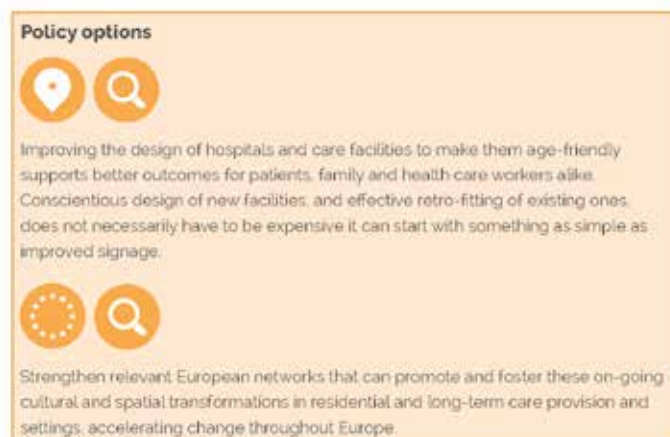 Policy options
Improving the design of hospitals and care facilities to make them age-friendly
supports better outcomes for patients, family and health care workers alike.
Conscientious design of new facilities, and effective retro-fitting of existing ones,
does not necessarily have to be expensive it can start with something as simple as
improved signage.
Strengthen relevant European networks that can promote and foster these on-going
cultural and spatial transformations in residential and long-term care provision and
settings, accelerating change throughout Europe.